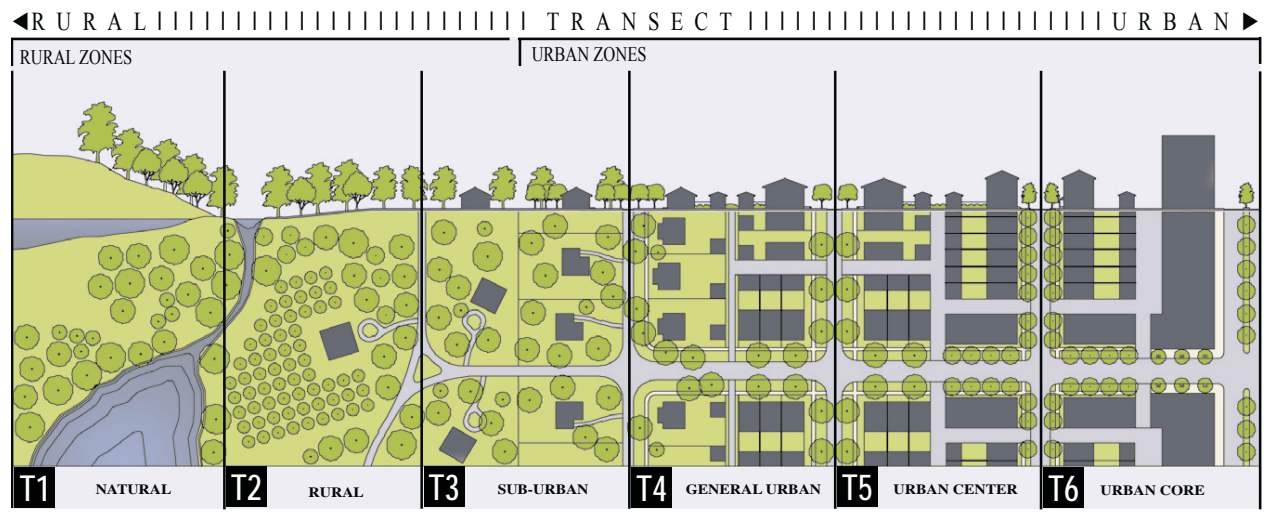 RURAL TRANSECT URBAN
RURAL ZONES URBAN ZONES
T1 NATURAL T2 RURAL T3 SUB-URBAN T4 GENERAL URBAN T5 URBAN CENTER T6 URBAN CORE